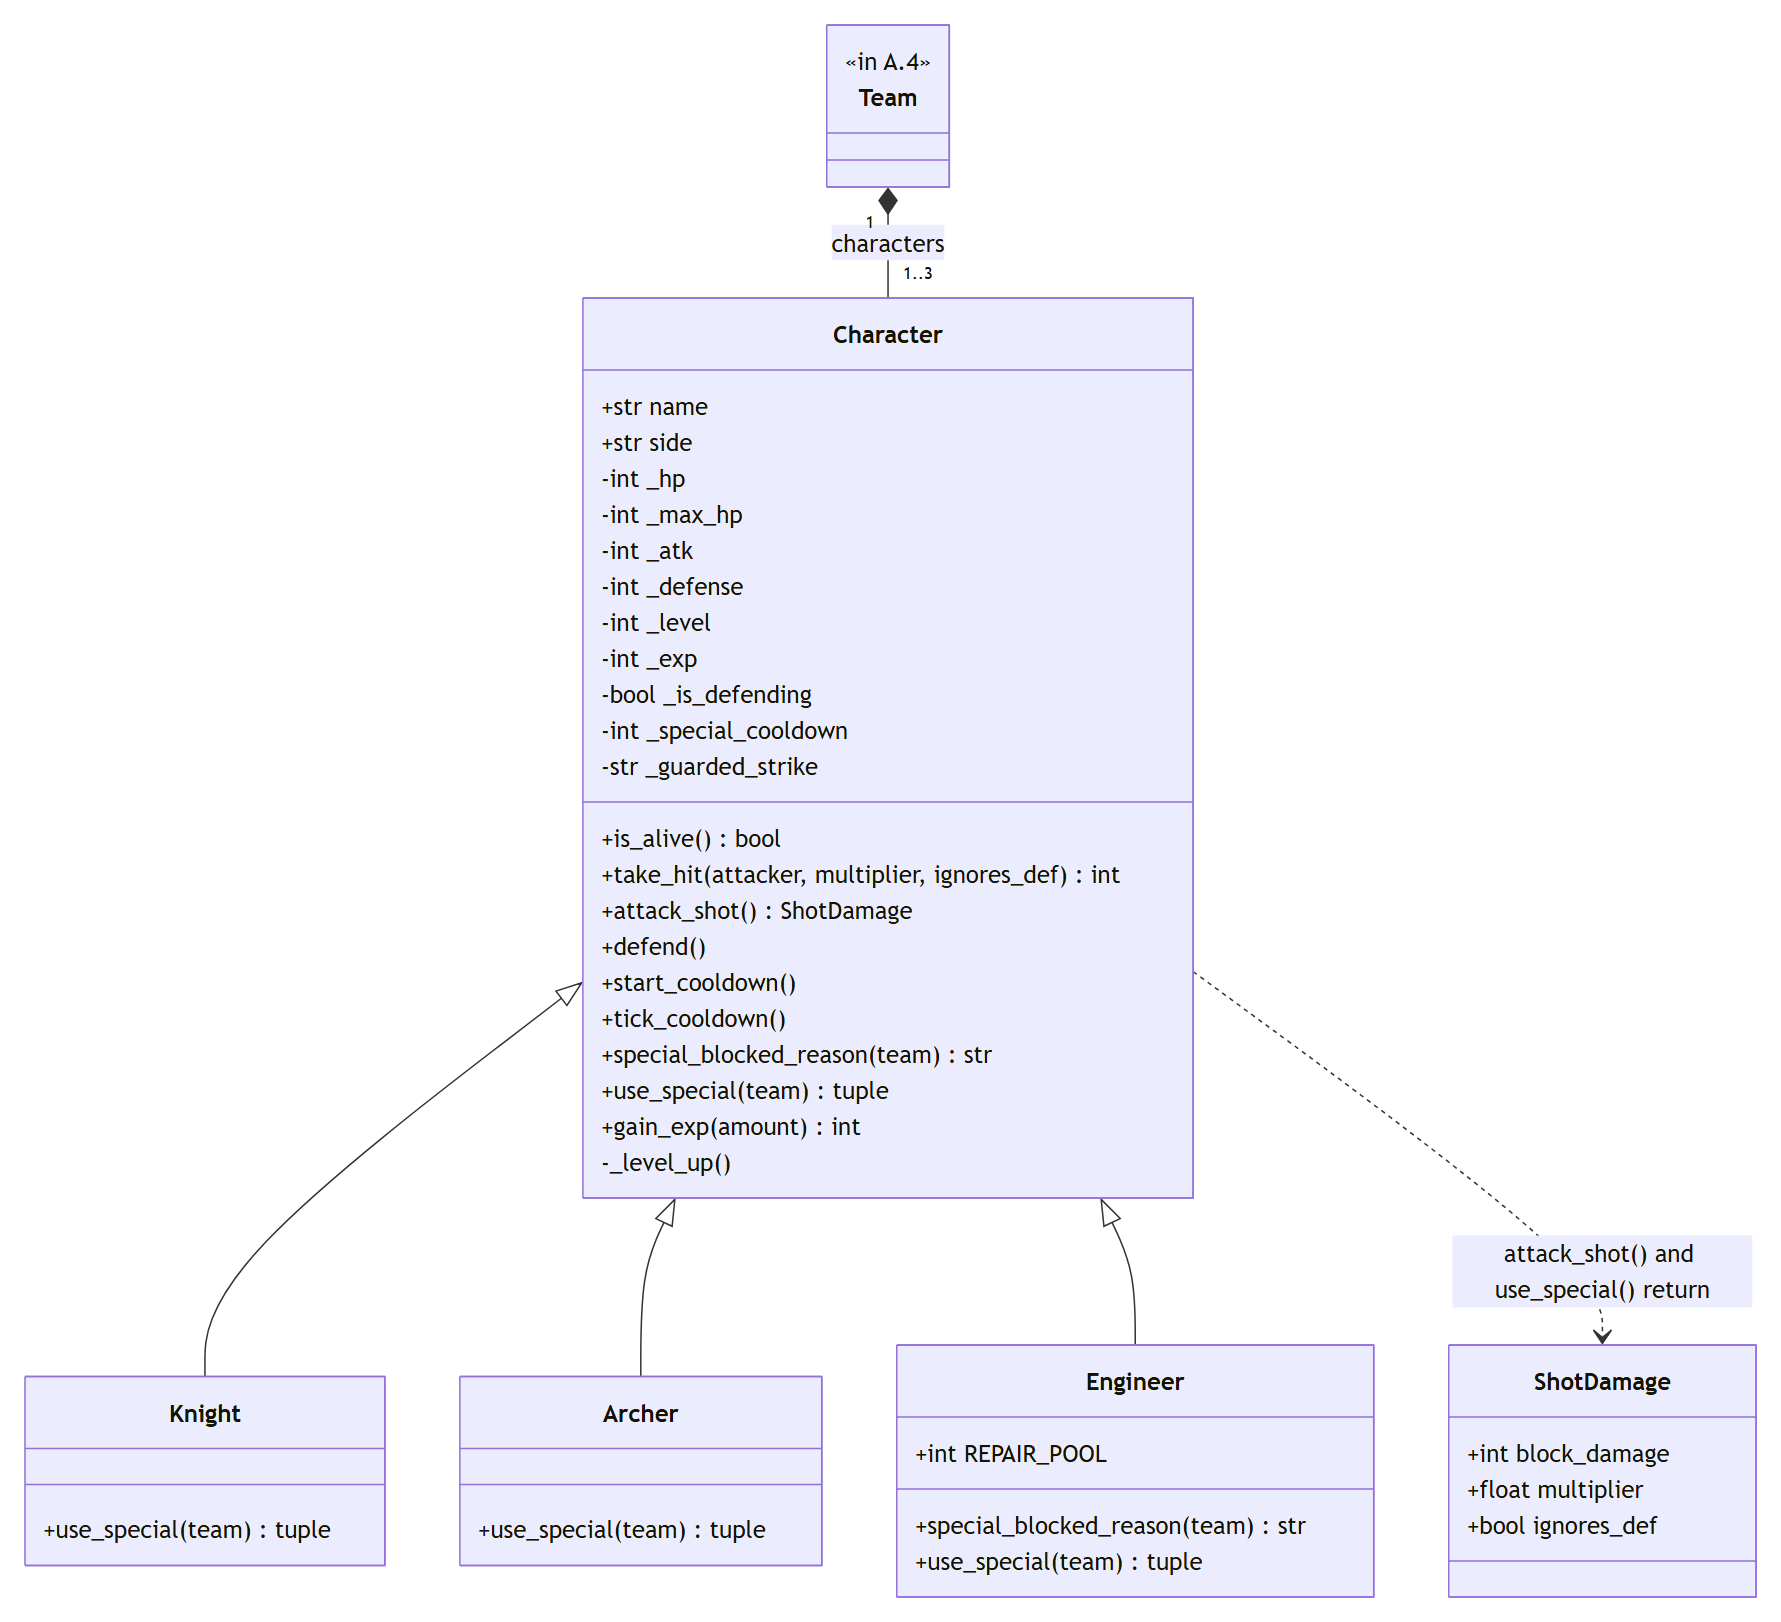 «in A.4»
Team
1
characters
1..3
Character
+str name
+str side
-int _hp
-int _max_hp
-int _atk
-int _defense
-int _level
-int _exp
-bool _is_defending
-int _special_cooldown
-str _guarded_strike
+is_alive() : bool
+take_hit(attacker, multiplier, ignores_def) : int
+attack_shot() : ShotDamage
+defend()
+start_cooldown()
+tick_cooldown()
+special_blocked_reason(team) : str
+use_special(team) : tuple
+gain_exp(amount) : int
-_level_up()
attack_shot() and
use_special() return
Knight
+use_special(team) : tuple
Archer
+use_special(team) : tuple
Engineer
+int REPAIR_POOL
+special_blocked_reason(team) : str
+use_special(team) : tuple
ShotDamage
+int block_damage
+float multiplier
+bool ignores_def